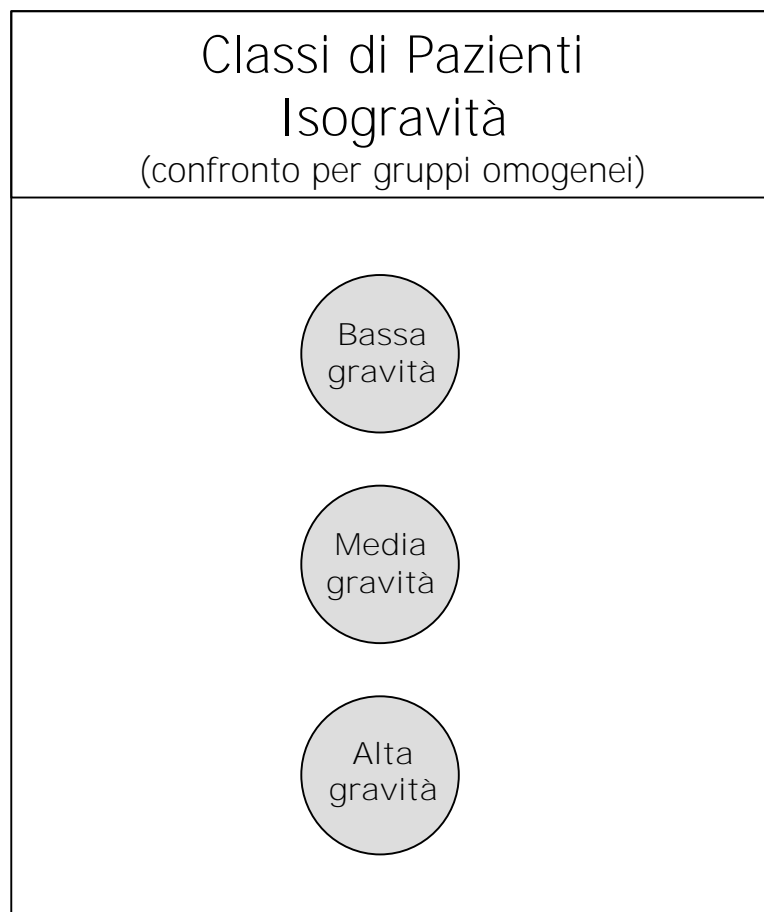 Classi di Pazienti
Isogravità
(confronto per gruppi omogenei)
Bassa
gravità
Media
gravità
Alta
gravità